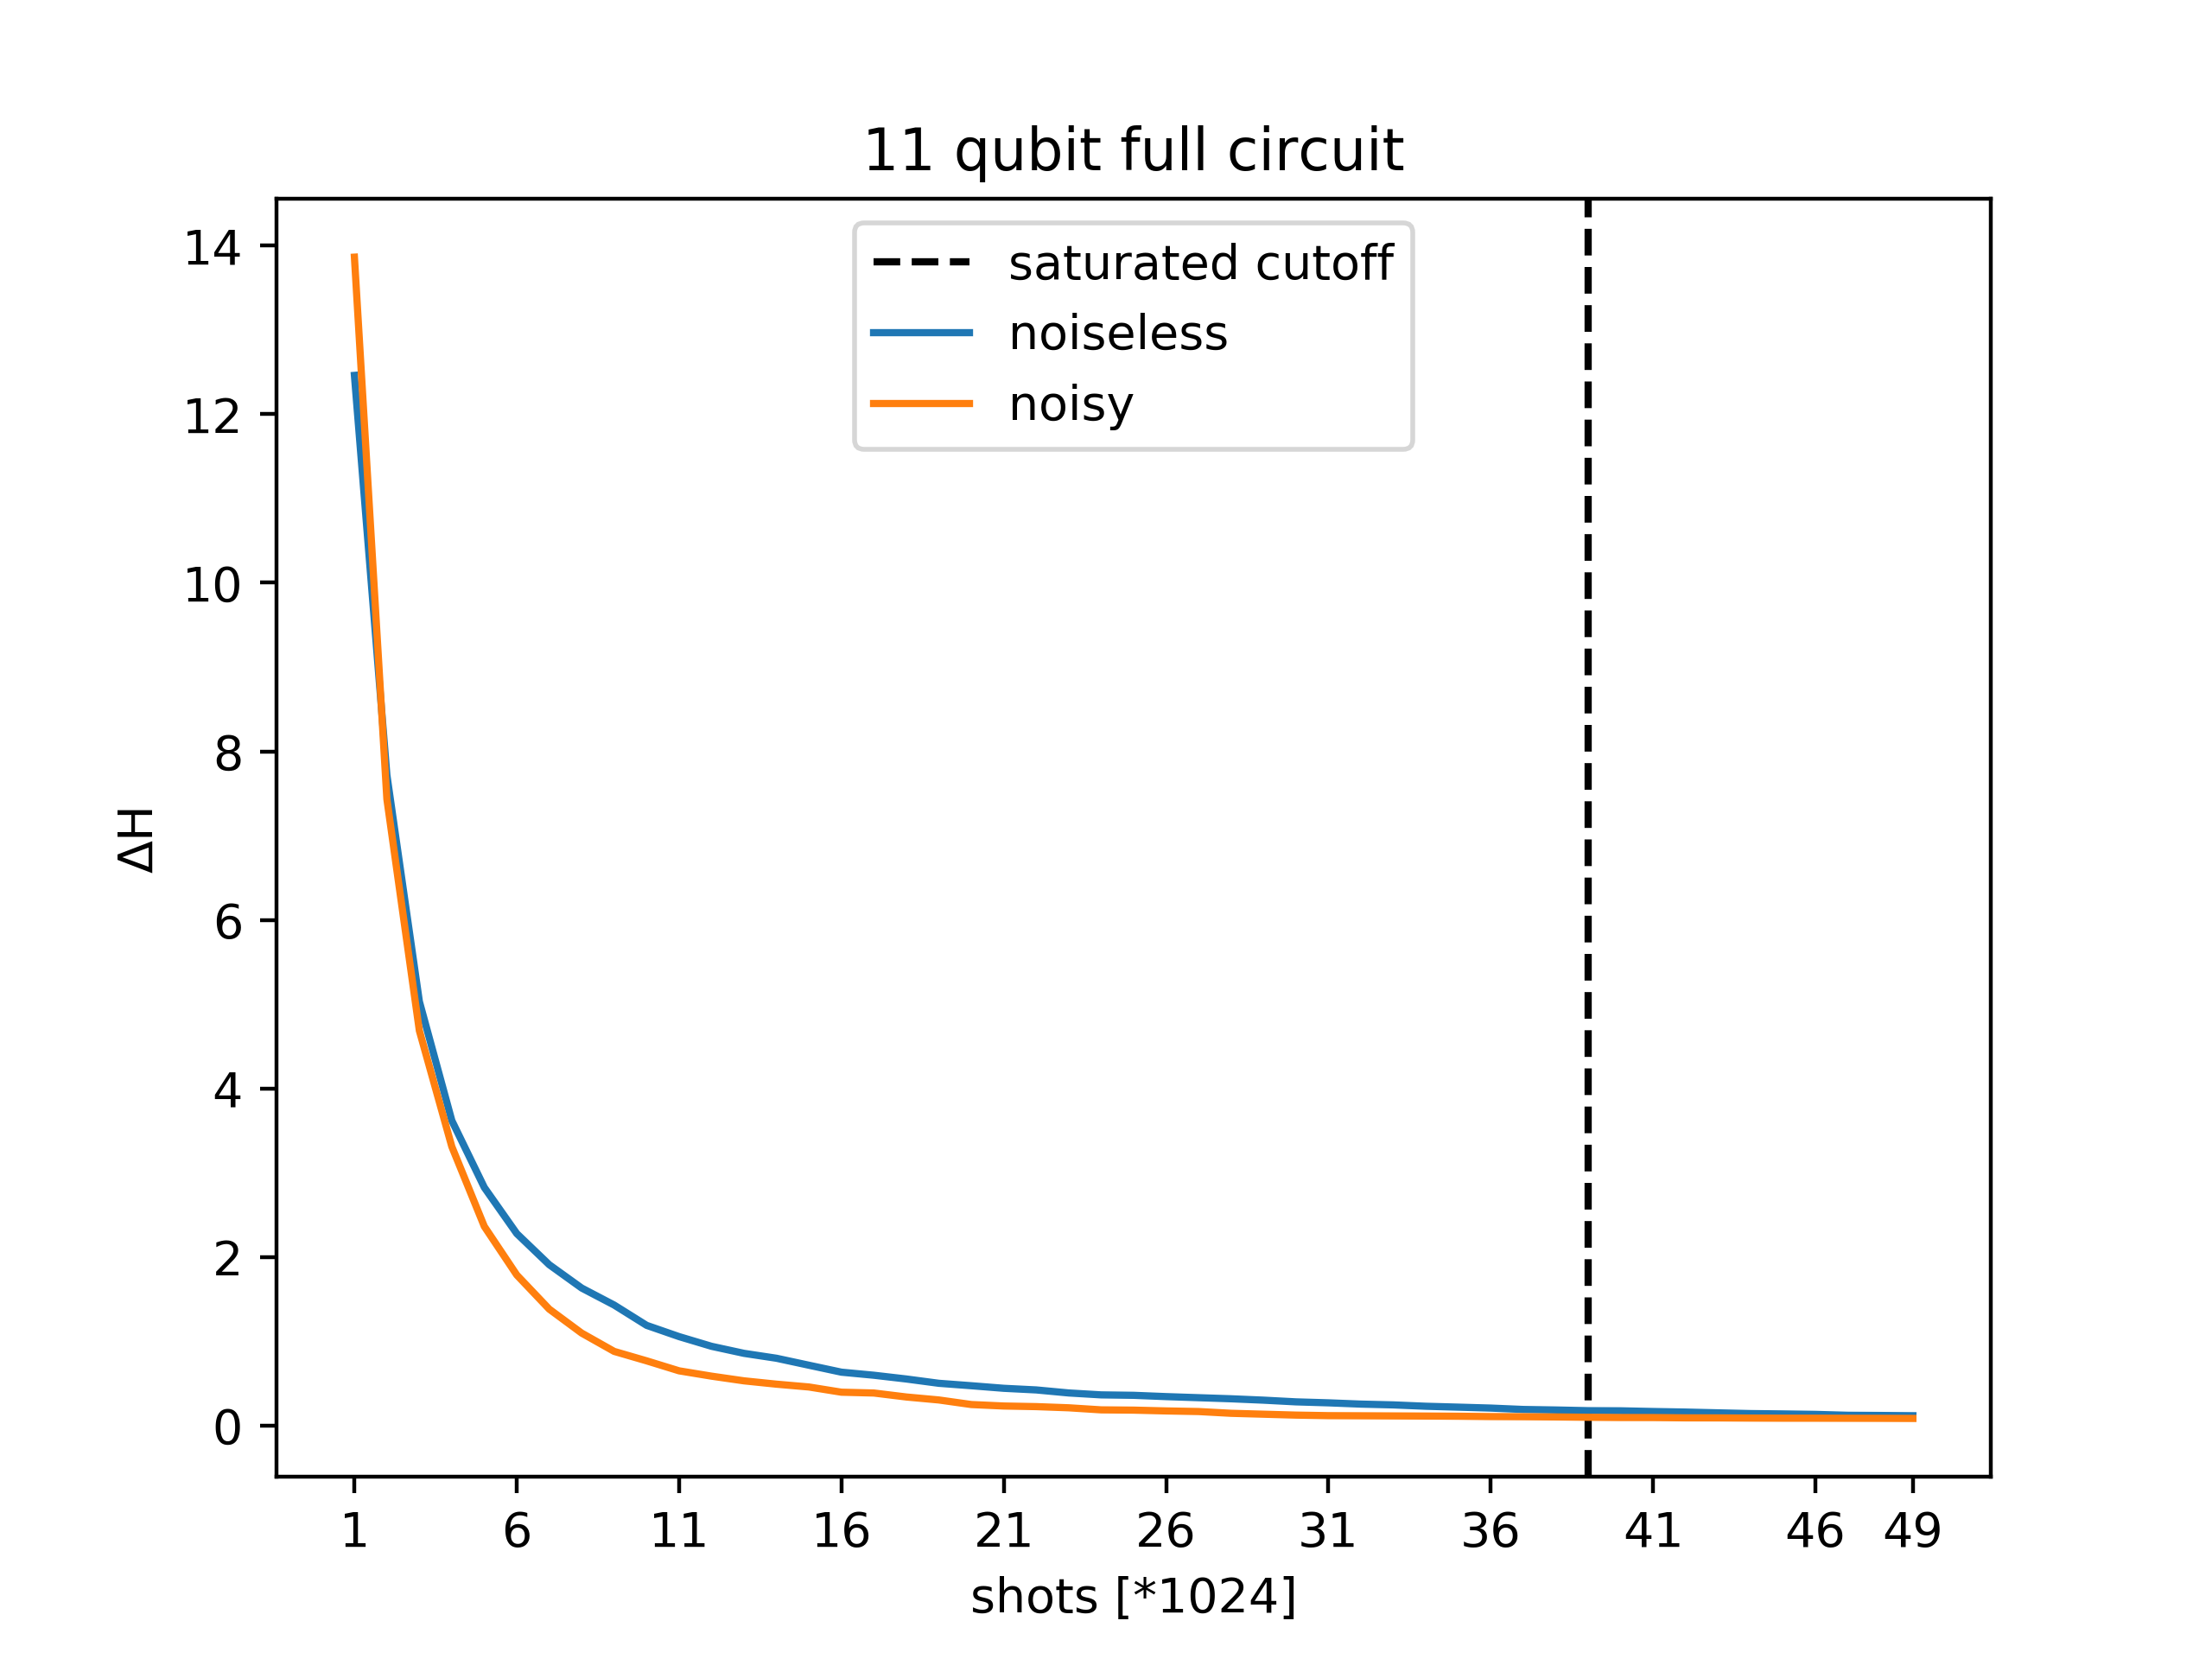 11 qubit full circuit
saturated cutoff
noiseless
noisy
14
12
10
8
6
4
2
0
ΔH
1 6 11 16 21 26 31 36 41 46 49
shots [*1024]